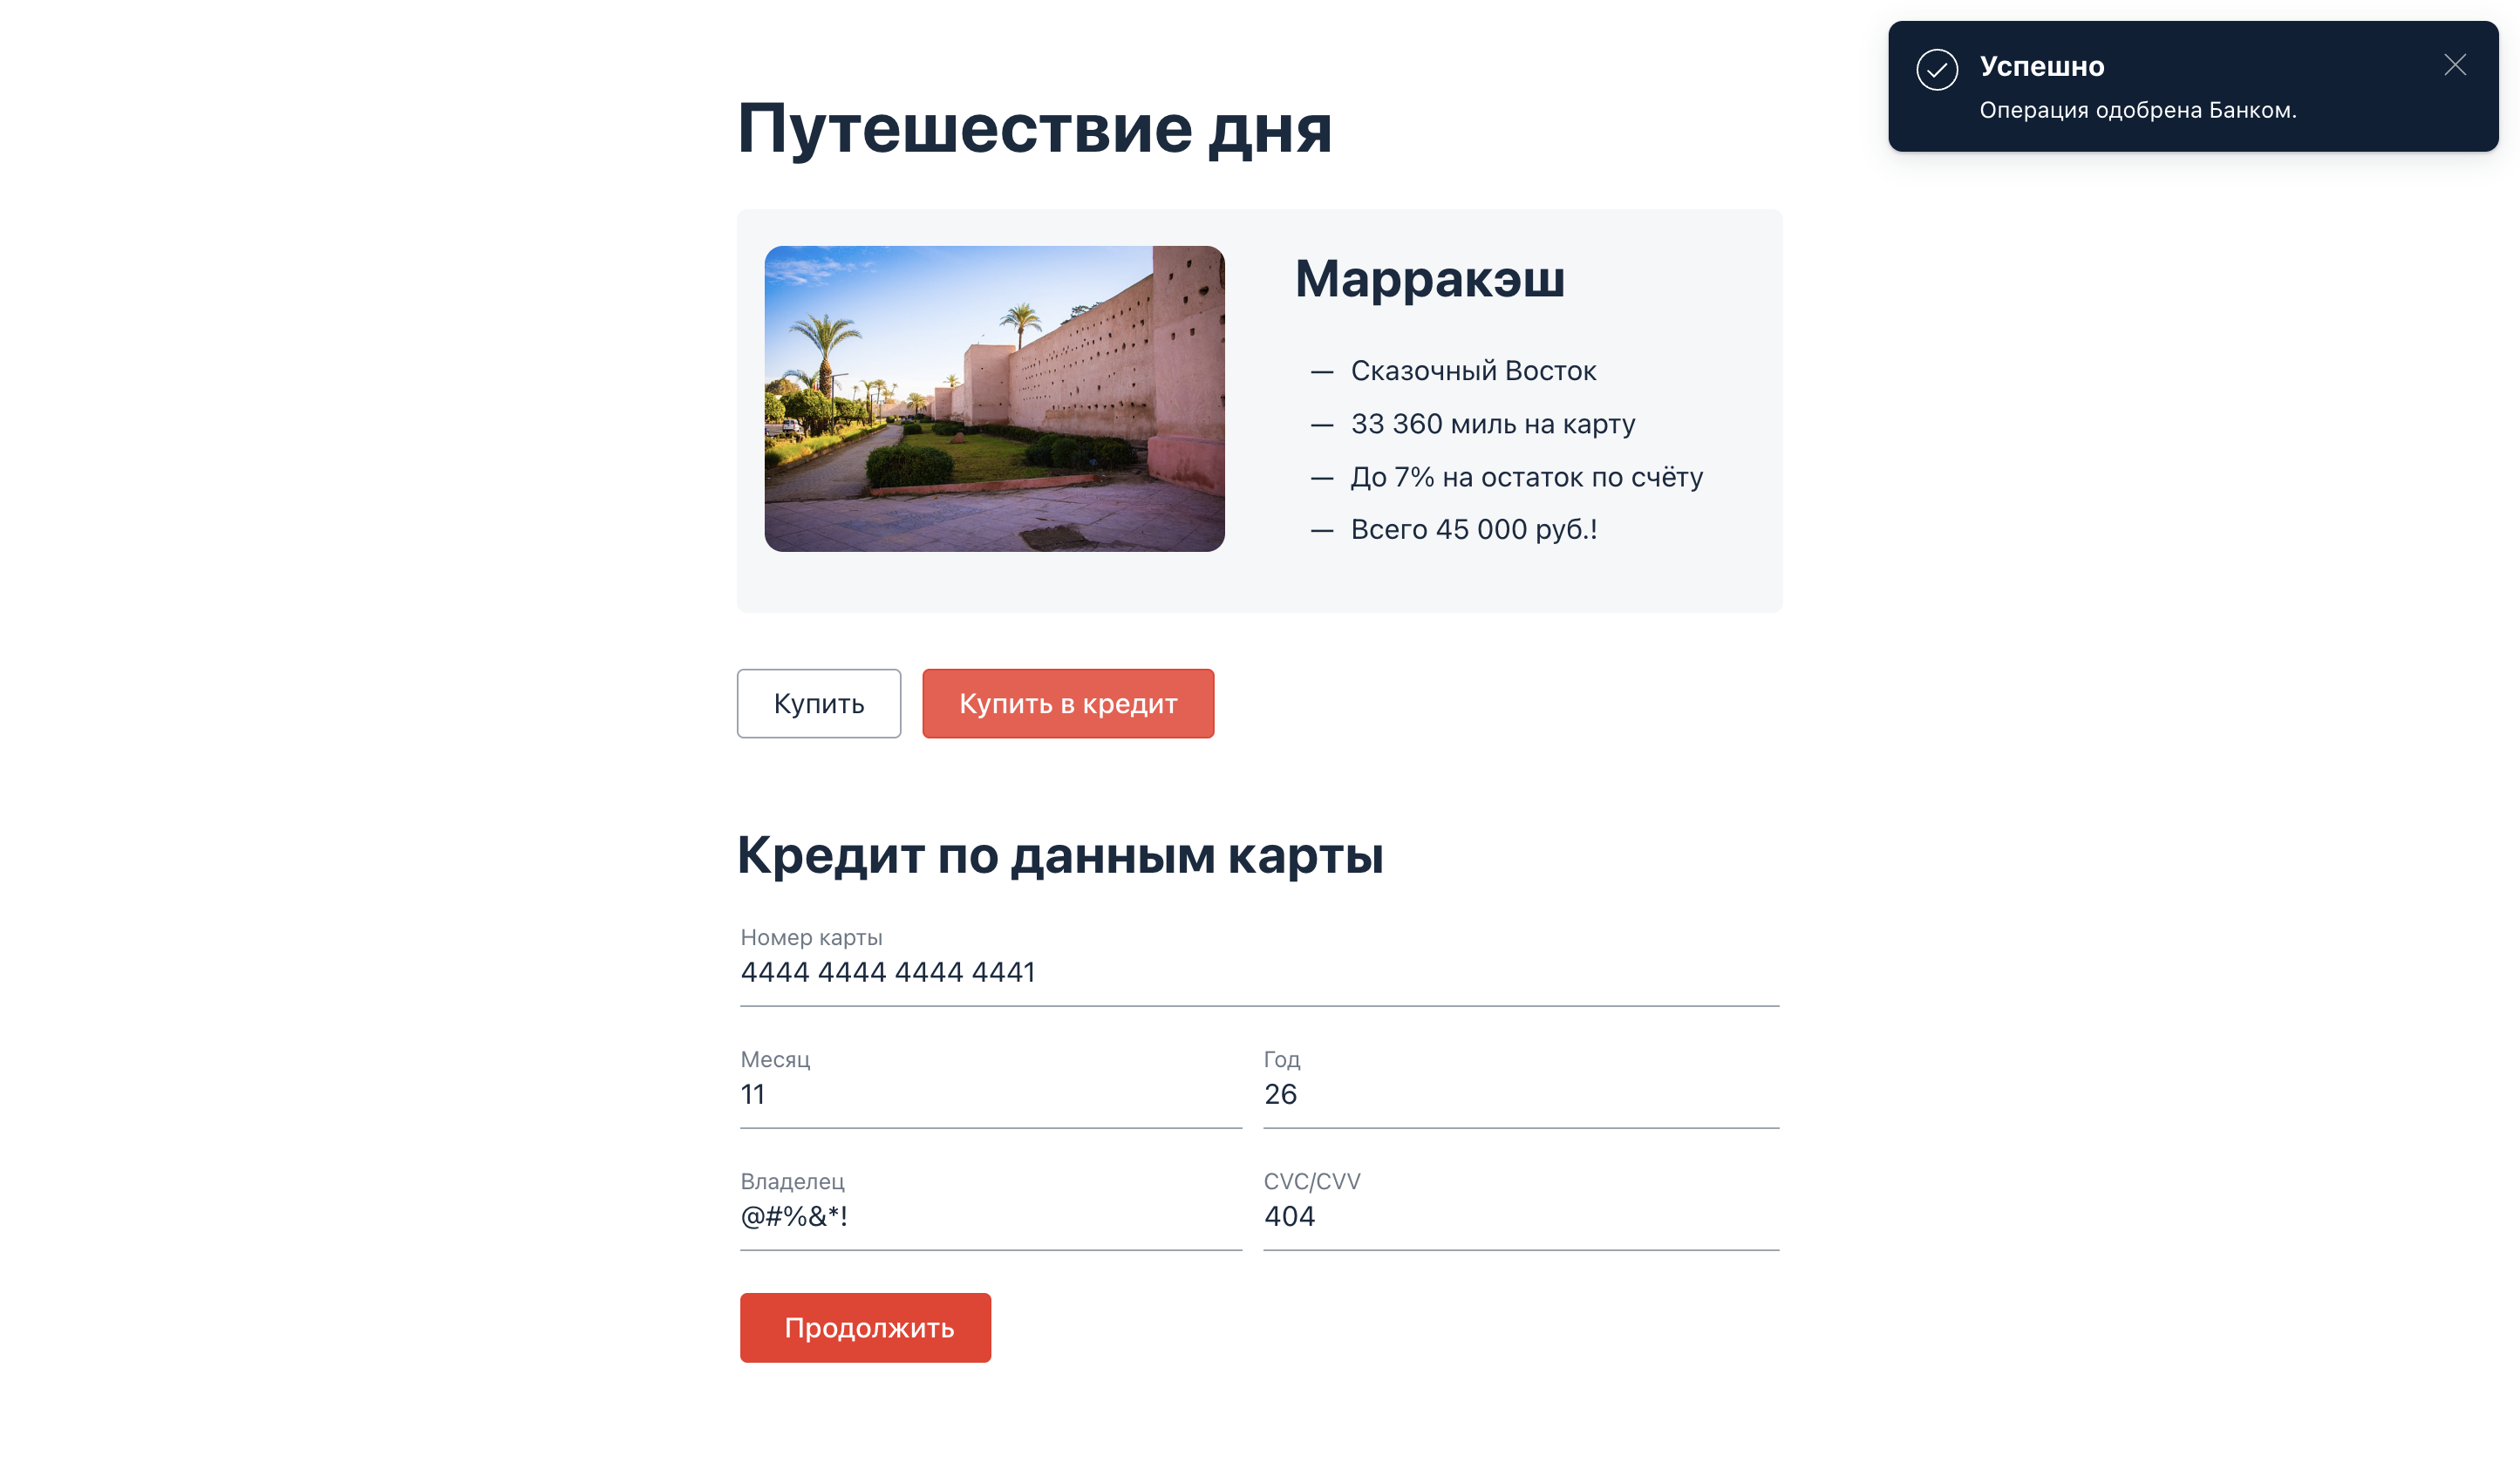 Успешно
Операция одобрена Банком.
Путешествие дня
Марракэш
— Сказочный Восток
— 33 360 миль на карту
— До 7% на остаток по счёту
— Всего 45 000 руб.!
Купить
Купить в кредит
Кредит по данным карты
Номер карты
4444 4444 4444 4441
Месяц
11
Год
26
Владелец
@#%&*!
CVC/CVV
404
Продолжить